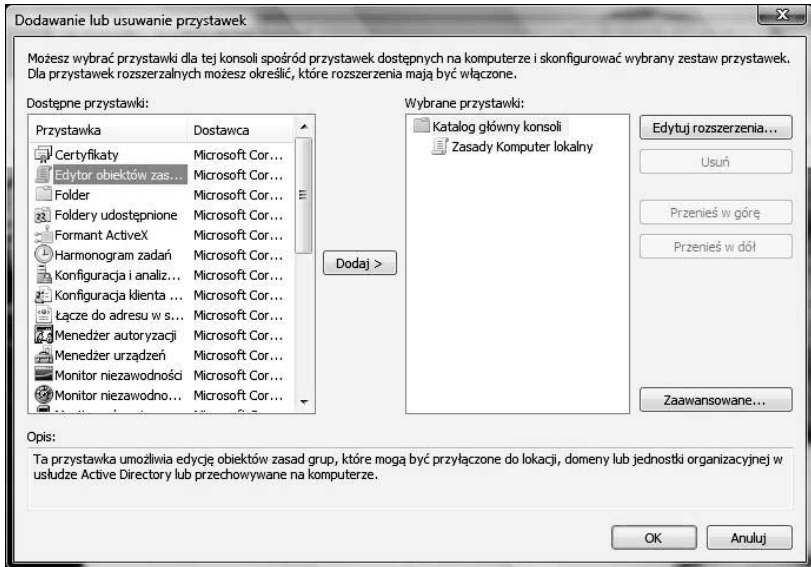 Dodawanie lub usuwanie przystawek
Możesz wybrać przystawki dla tej konsoli spośród przystawek dostępnych na komputerze i skonfigurować wybrany zestaw przystawek.
Dla przystawek rozszerzalnych możesz określić, które rozszerzenia mają być włączone.
Dostępne przystawki:
Przystawka Dostawca
Certyfikaty Microsoft Cor...
Edytor obiektów zas... Microsoft Cor...
Folder Microsoft Cor...
Foldery udostępnione Microsoft Cor...
Formant ActiveX Microsoft Cor...
Harmonogram zadań Microsoft Cor...
Konfiguracja i analiz... Microsoft Cor...
Konfiguracja klienta ... Microsoft Cor...
Łącze do adresu w s... Microsoft Cor...
Menedżer autoryzacji Microsoft Cor...
Menedżer urządzeń Microsoft Cor...
Monitor niezawodności Microsoft Cor...
Monitor niezawodno... Microsoft Cor...
Dodaj >
Wybrane przystawki:
Katalog główny konsoli
Zasady Komputer lokalny
Edytuj rozszerzenia...
Usuń
Przenieś w górę
Przenieś w dół
Zaawansowane...
Opis:
Ta przystawka umożliwia edycję obiektów zasad grup, które mogą być przyłączone do lokacji, domeny lub jednostki organizacyjnej w
usłudze Active Directory lub przechowywane na komputerze.
OK Anuluj